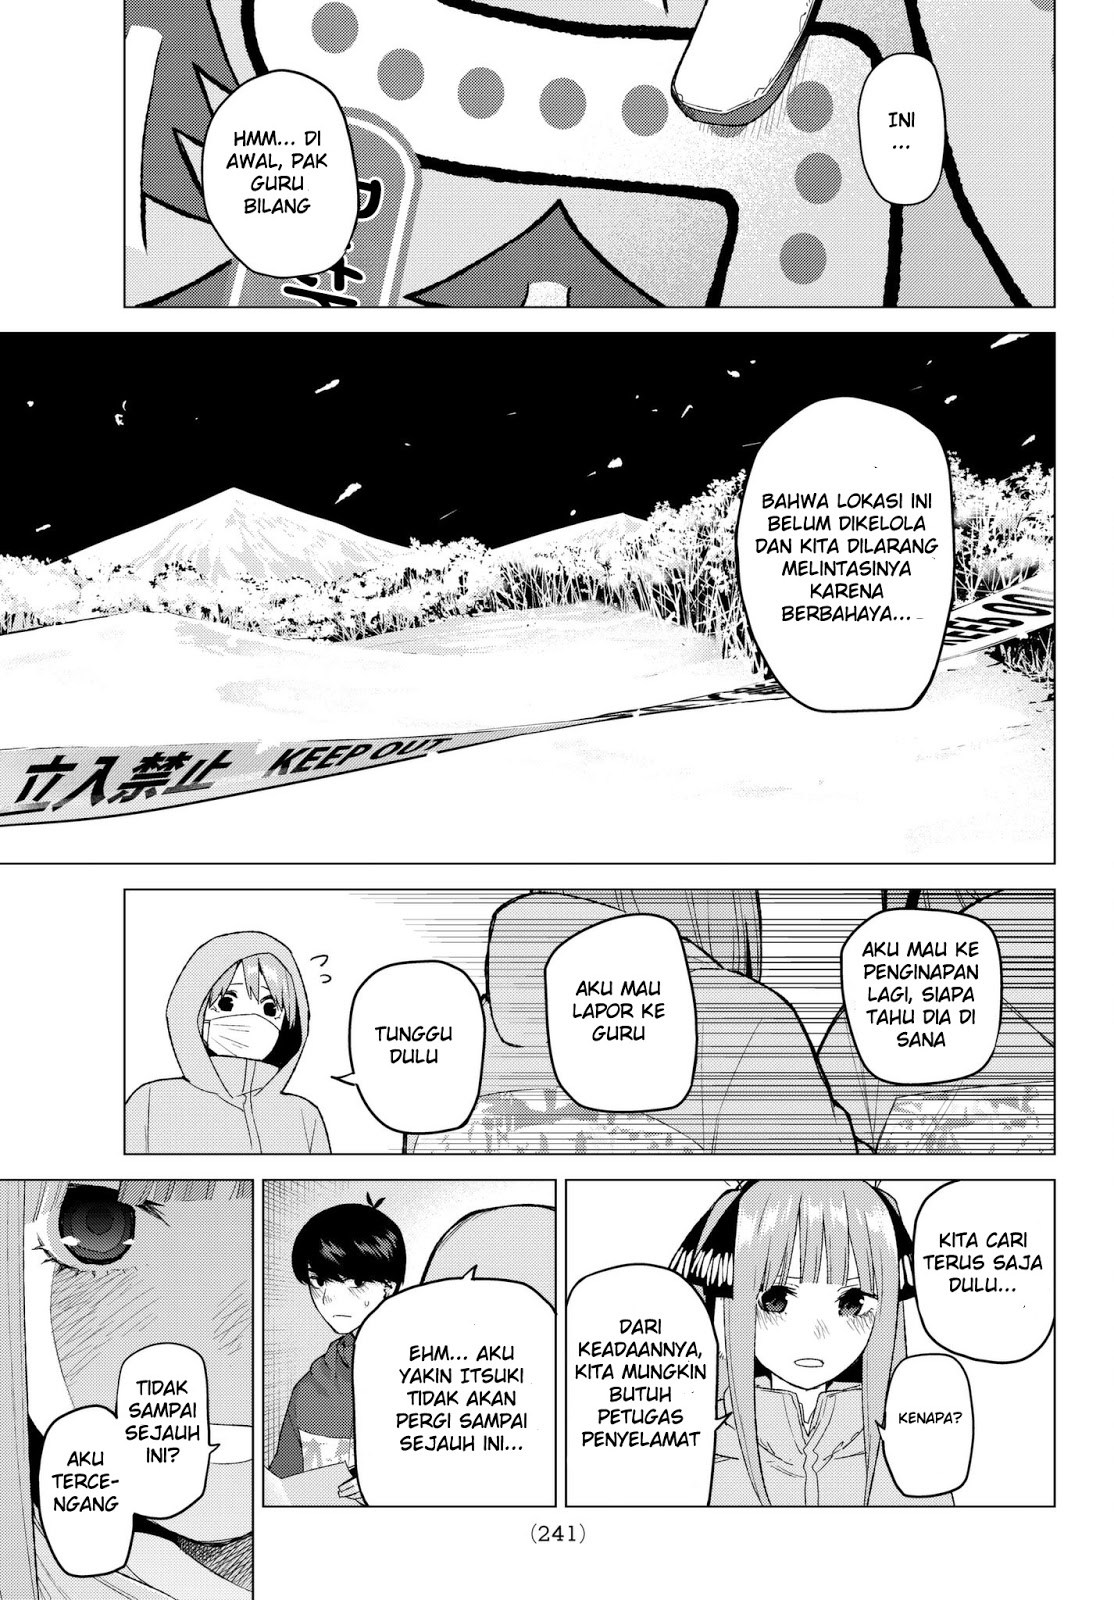 INI
...
HMM... DI
AWAL, PAK
GURU
BILANG
BAHWA LOKASI INI
BELUM DIKELOLA
DAN KITA DILARANG
MELINTASINYA
KARENA
BERBAHAYA...
立入禁止 KEEP OUT
AKU MAU KE
PENGINAPAN
LAGI, SIAPA
TAHU DIA DI
SANA
AKU MAU
LAPOR KE
GURU
TUNGGU
DULU
KITA CARI
TERUS SAJA
DULU...
KENAPA?
DARI
KEADAANNYA,
KITA MUNGKIN
BUTUH
PETUGAS
PENYELAMAT
EHM... AKU
YAKIN ITSUKI
TIDAK AKAN
PERGI SAMPAI
SEJAUH INI...
TIDAK
SAMPAI
SEJAUH
INI?
AKU
TERCE-
NGANG
(241)